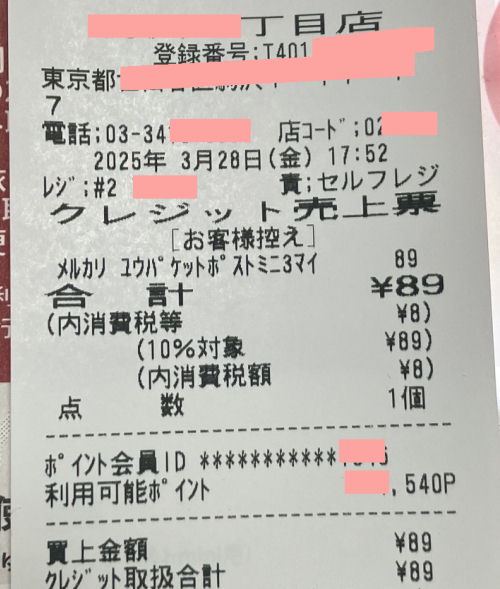 丁目店
登録番号:T401
東京都
7
電話;03-34 店コード;02
2025年 3月28日(金) 17:52
レジ;#2 責;セルフレジ
クレジット売上票
[お客様控え]
メルカリ ユウパケットポストミニ3マイ 89
合 計 ¥89
(内消費税等 ¥8)
(10%対象 ¥89)
(内消費税額 ¥8)
点 数 1個
ポイント会員ID ***********
利用可能ポイント ,540P
買上金額 ¥89
クレジット取扱合計 ¥89